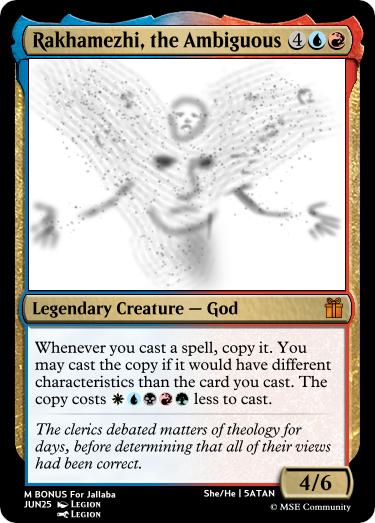 Rakhamezhi, the Ambiguous 4
Legendary Creature — God
Whenever you cast a spell, copy it. You
may cast the copy if it would have different
characteristics than the card you cast. The
copy costs less to cast.
The clerics debated matters of theology for
days, before determining that all of their views
had been correct.
4/6
M BONUS For Jallaba
She/He | 5ATAN
JUN25 Legion
Legion
© MSE Community